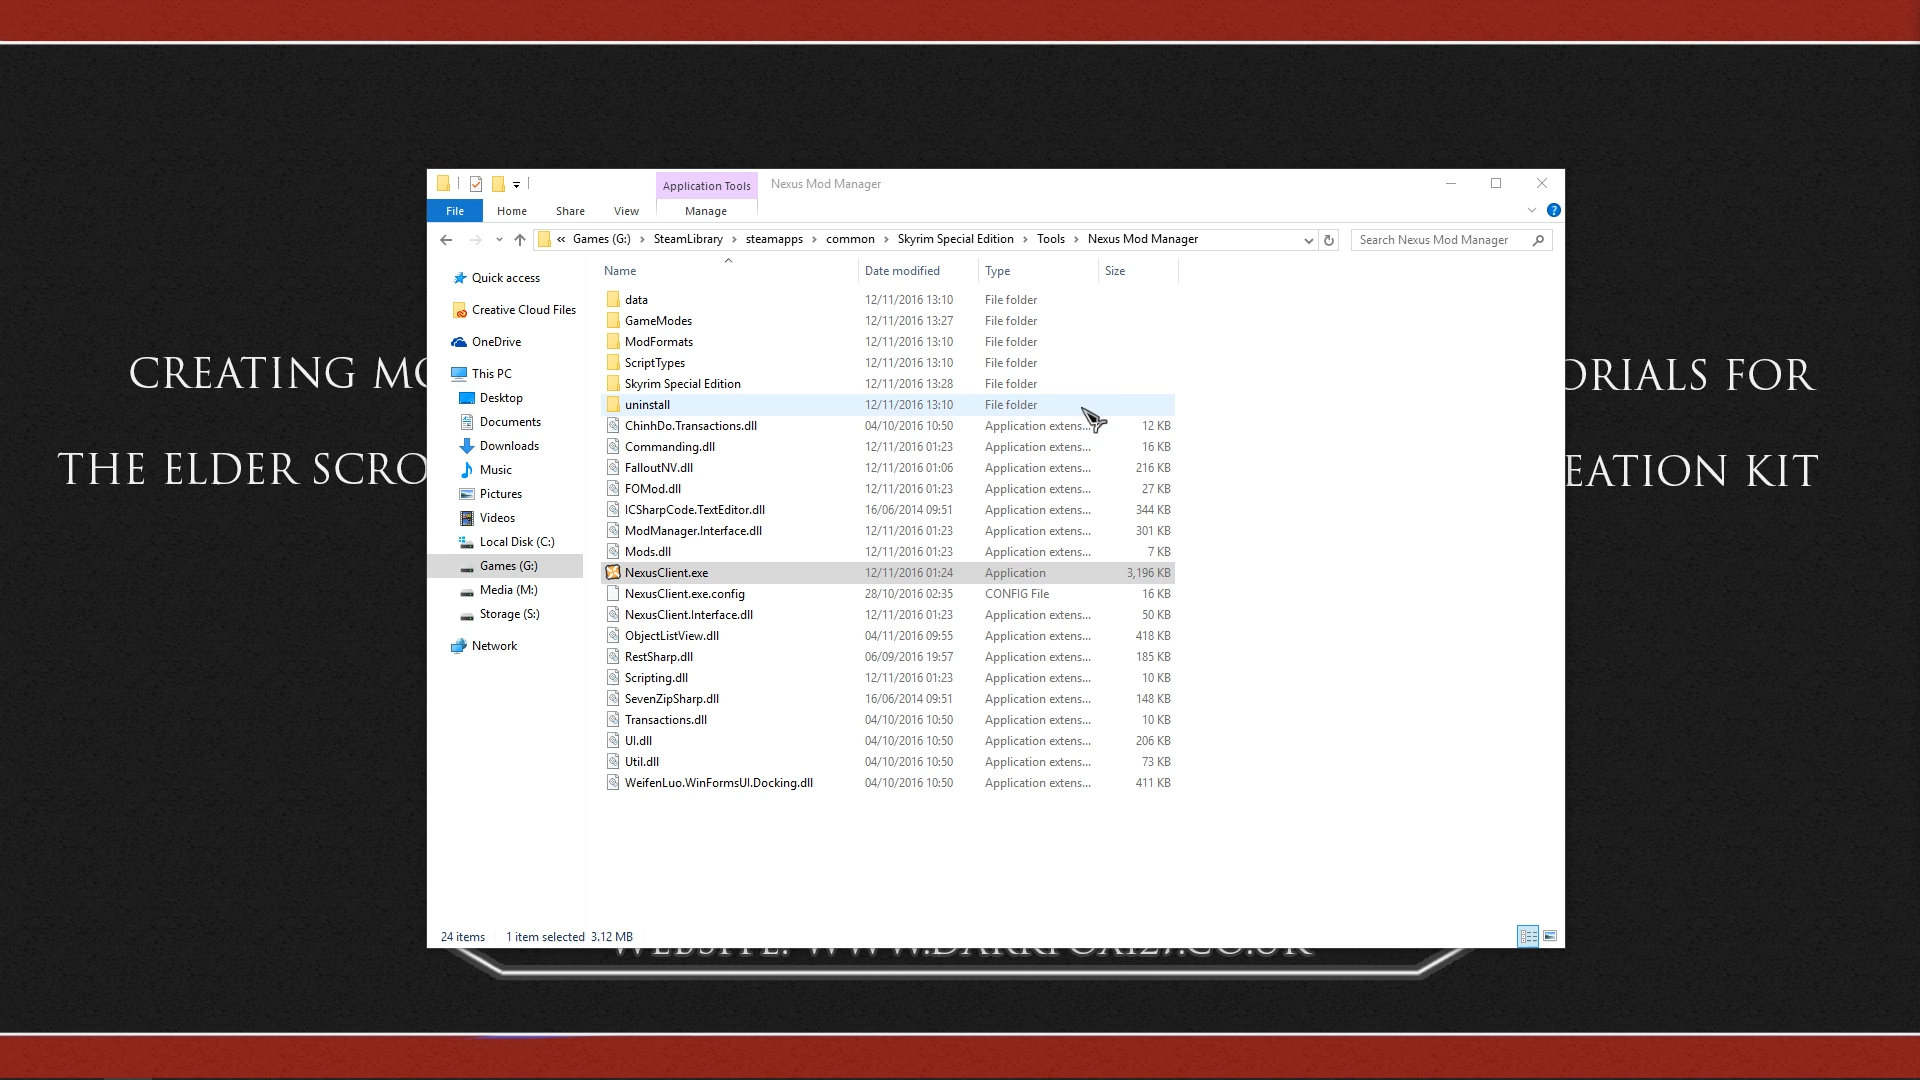 Application Tools Nexus Mod Manager
File Home Share View Manage
« Games (G:) > SteamLibrary > steamapps > common > Skyrim Special Edition > Tools > Nexus Mod Manager Search Nexus Mod Manager
Name Date modified Type Size
Quick access
Creative Cloud Files
OneDrive
This PC
Desktop
Documents
Downloads
Music
Pictures
Videos
Local Disk (C:)
Games (G:)
Media (M:)
Storage (S:)
Network
data 12/11/2016 13:10 File folder
GameModes 12/11/2016 13:27 File folder
ModFormats 12/11/2016 13:10 File folder
ScriptTypes 12/11/2016 13:10 File folder
Skyrim Special Edition 12/11/2016 13:28 File folder
uninstall 12/11/2016 13:10 File folder
ChinhDo.Transactions.dll 04/10/2016 10:50 Application extens... 12 KB
Commanding.dll 12/11/2016 01:23 Application extens... 16 KB
FalloutNV.dll 12/11/2016 01:06 Application extens... 216 KB
FOMod.dll 12/11/2016 01:23 Application extens... 27 KB
ICSharpCode.TextEditor.dll 16/06/2014 09:51 Application extens... 344 KB
ModManager.Interface.dll 12/11/2016 01:23 Application extens... 301 KB
Mods.dll 12/11/2016 01:23 Application extens... 7 KB
NexusClient.exe 12/11/2016 01:24 Application 3,196 KB
NexusClient.exe.config 28/10/2016 02:35 CONFIG File 16 KB
NexusClient.Interface.dll 12/11/2016 01:23 Application extens... 50 KB
ObjectListView.dll 04/11/2016 09:55 Application extens... 418 KB
RestSharp.dll 06/09/2016 19:57 Application extens... 185 KB
Scripting.dll 12/11/2016 01:23 Application extens... 10 KB
SevenZipSharp.dll 16/06/2014 09:51 Application extens... 148 KB
Transactions.dll 04/10/2016 10:50 Application extens... 10 KB
UI.dll 04/10/2016 10:50 Application extens... 206 KB
Util.dll 04/10/2016 10:50 Application extens... 73 KB
WeifenLuo.WinFormsUI.Docking.dll 04/10/2016 10:50 Application extens... 411 KB
24 items 1 item selected 3.12 MB
CREATING MO
ORIALS FOR
THE ELDER SCRO
EATION KIT
WEBSITE: WWW.DARKFOX127.CO.UK